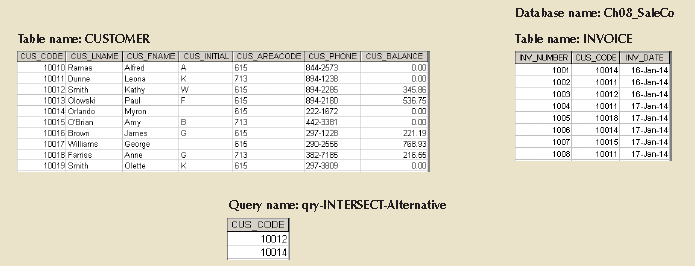 Database name: Ch08_SaleCo
Table name: CUSTOMER
Table name: INVOICE
CUS_CODE CUS_LNAME CUS_FNAME CUS_INITIAL CUS_AREACODE CUS_PHONE CUS_BALANCE
10010 Ramas Alfred A 615 844-2573 0.00
10011 Dunne Leona K 713 894-1238 0.00
10012 Smith Kathy W 615 894-2285 345.86
10013 Olowski Paul F 615 894-2180 536.75
10014 Orlando Myron 615 222-1672 0.00
10015 O'Brian Amy B 713 442-3381 0.00
10016 Brown James G 615 297-1228 221.19
10017 Williams George 615 290-2556 768.93
10018 Farriss Anne G 713 382-7185 216.55
10019 Smith Olette K 615 297-3809 0.00
INV_NUMBER CUS_CODE INV_DATE
1001 10014 16-Jan-14
1002 10011 16-Jan-14
1003 10012 16-Jan-14
1004 10011 17-Jan-14
1005 10018 17-Jan-14
1006 10014 17-Jan-14
1007 10015 17-Jan-14
1008 10011 17-Jan-14
Query name: qry-INTERSECT-Alternative
CUS_CODE
10012
10014